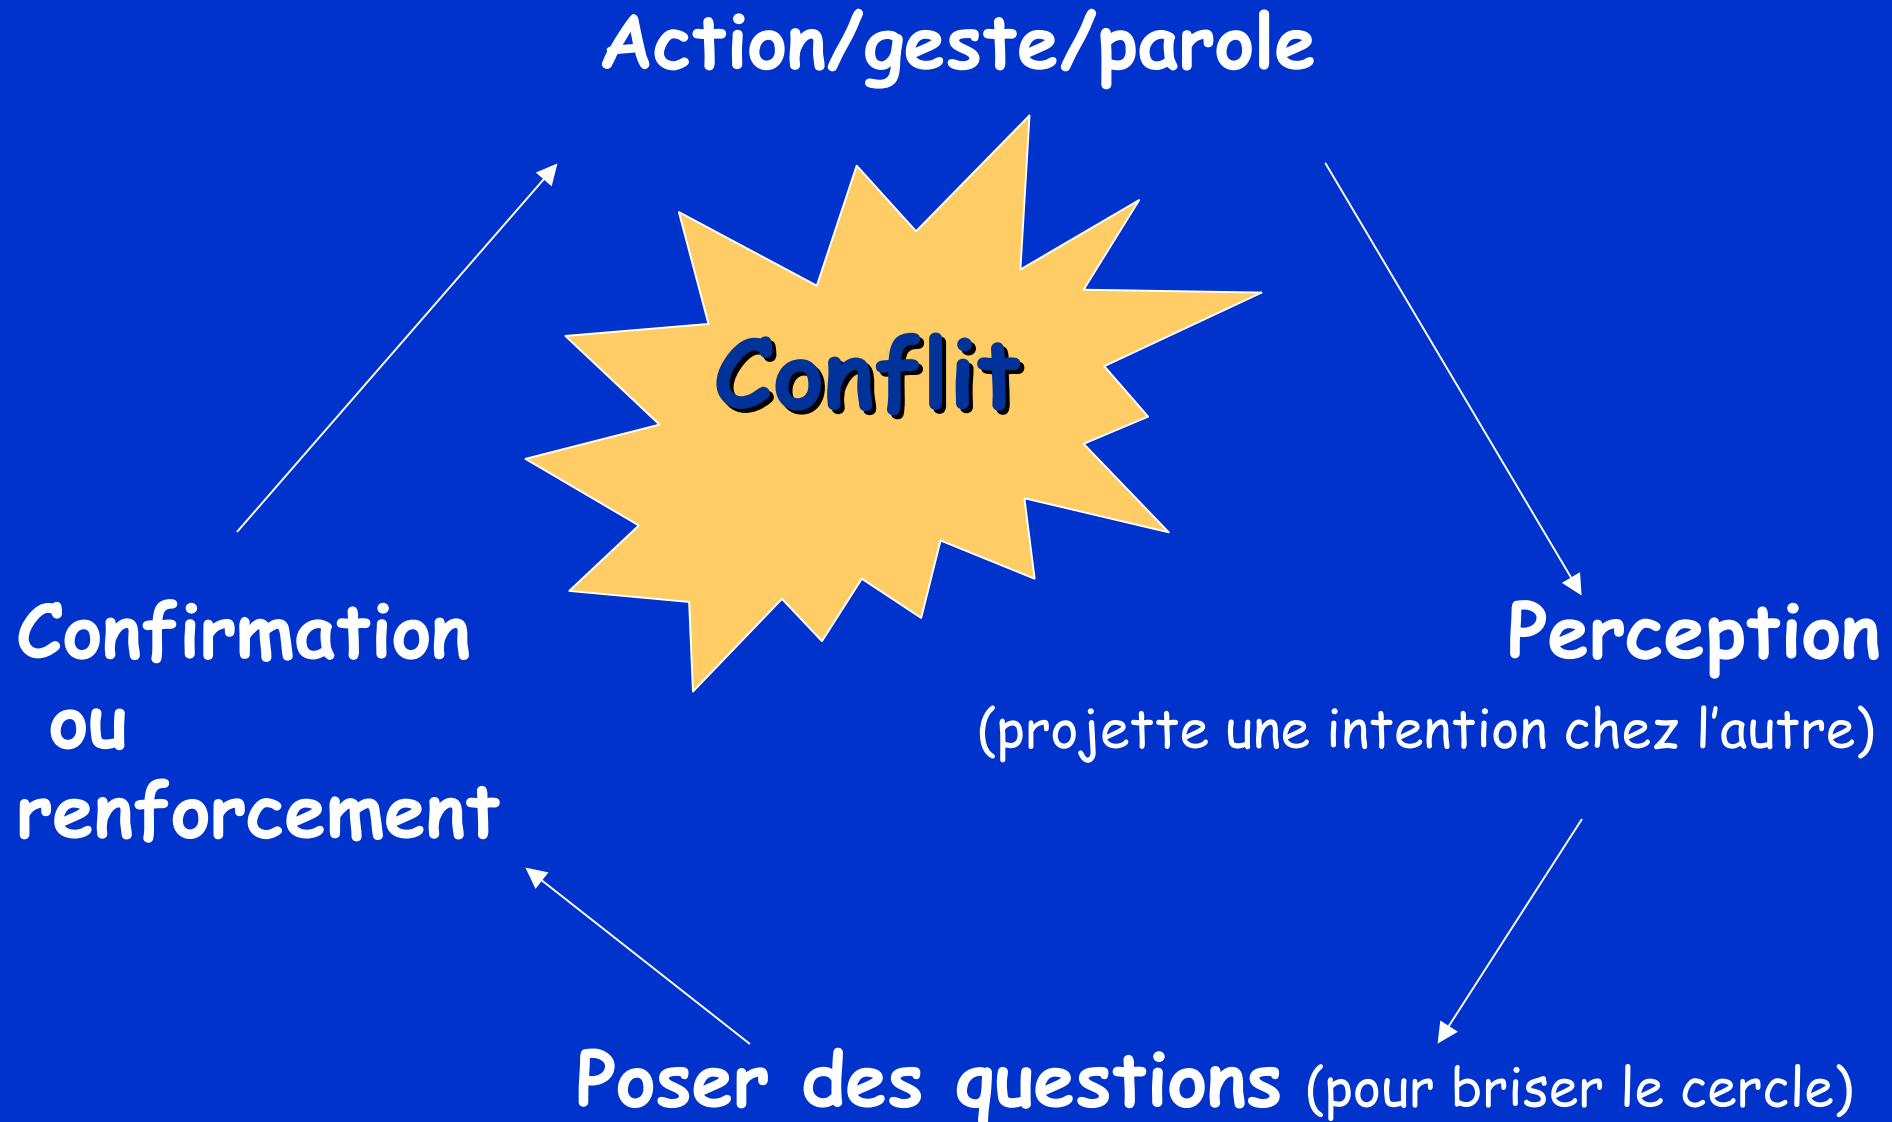 Action/geste/parole
Conflit
Confirmation
ou
renforcement
Perception
(projette une intention chez l’autre)
Poser des questions (pour briser le cercle)